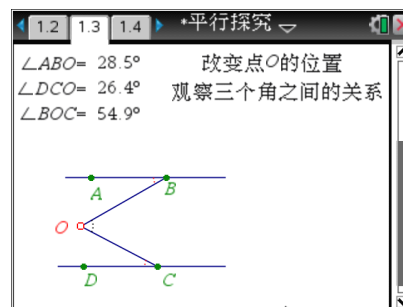 1.2 1.3 1.4 *平行探究
∠ABO= 28.5°
∠DCO= 26.4°
∠BOC= 54.9°
改变点O的位置
观察三个角之间的关系
A B
O
D C